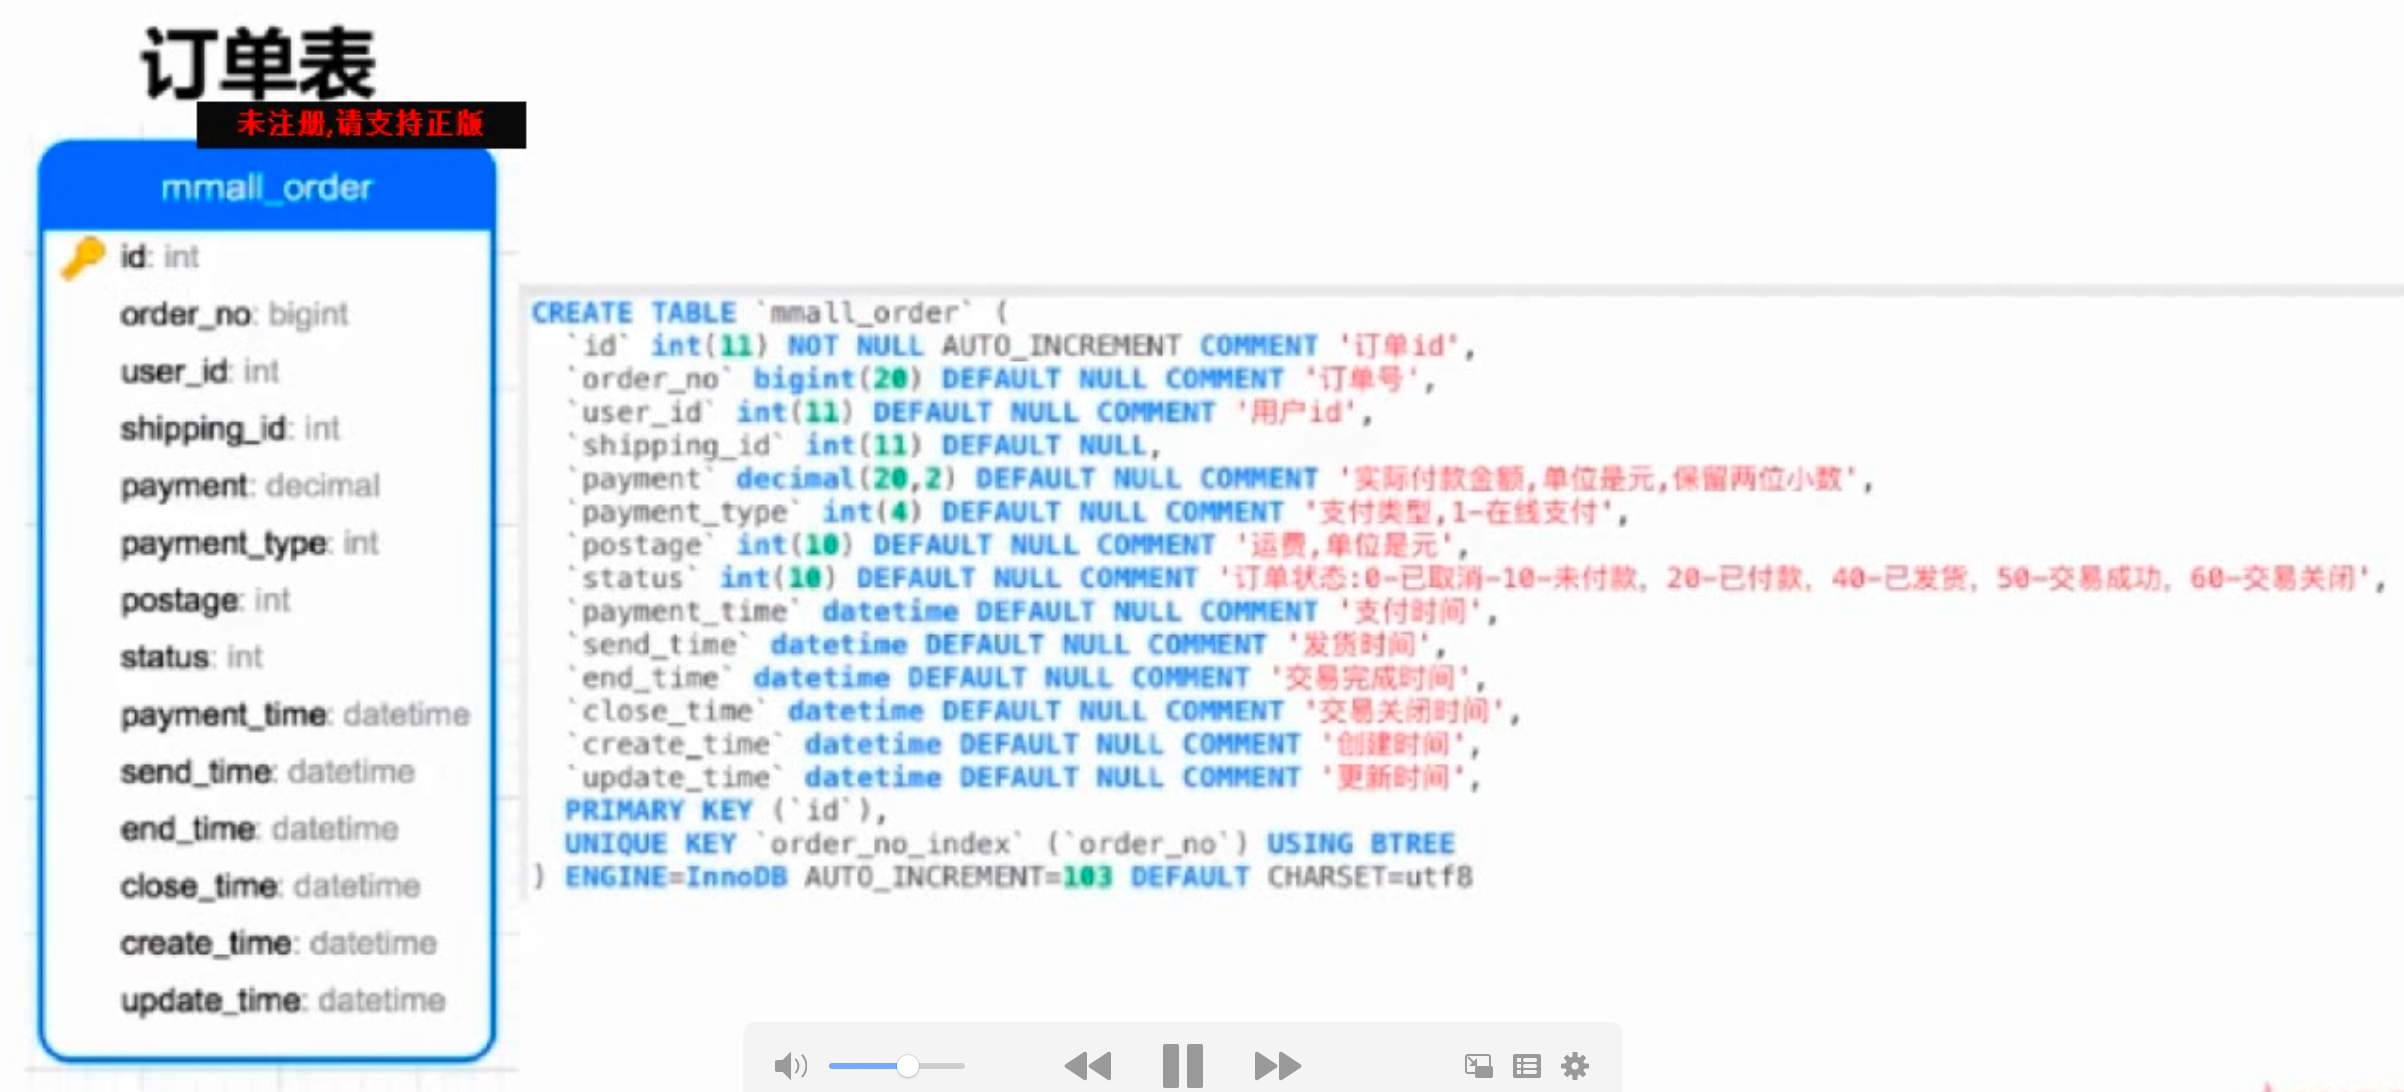 订单表
未注册,请支持正版
mmall_order
id: int
order_no: bigint
user_id: int
shipping_id: int
payment: decimal
payment_type: int
postage: int
status: int
payment_time: datetime
send_time: datetime
end_time: datetime
close_time: datetime
create_time: datetime
update_time: datetime
CREATE TABLE `mmall_order` (
`id` int(11) NOT NULL AUTO_INCREMENT COMMENT '订单id',
`order_no` bigint(20) DEFAULT NULL COMMENT '订单号',
`user_id` int(11) DEFAULT NULL COMMENT '用户id',
`shipping_id` int(11) DEFAULT NULL,
`payment` decimal(20,2) DEFAULT NULL COMMENT '实际付款金额,单位是元,保留两位小数',
`payment_type` int(4) DEFAULT NULL COMMENT '支付类型,1-在线支付',
`postage` int(10) DEFAULT NULL COMMENT '运费,单位是元',
`status` int(10) DEFAULT NULL COMMENT '订单状态:0-已取消-10-未付款，20-已付款，40-已发货，50-交易成功，60-交易关闭',
`payment_time` datetime DEFAULT NULL COMMENT '支付时间',
`send_time` datetime DEFAULT NULL COMMENT '发货时间',
`end_time` datetime DEFAULT NULL COMMENT '交易完成时间',
`close_time` datetime DEFAULT NULL COMMENT '交易关闭时间',
`create_time` datetime DEFAULT NULL COMMENT '创建时间',
`update_time` datetime DEFAULT NULL COMMENT '更新时间',
PRIMARY KEY (`id`),
UNIQUE KEY `order_no_index` (`order_no`) USING BTREE
) ENGINE=InnoDB AUTO_INCREMENT=103 DEFAULT CHARSET=utf8